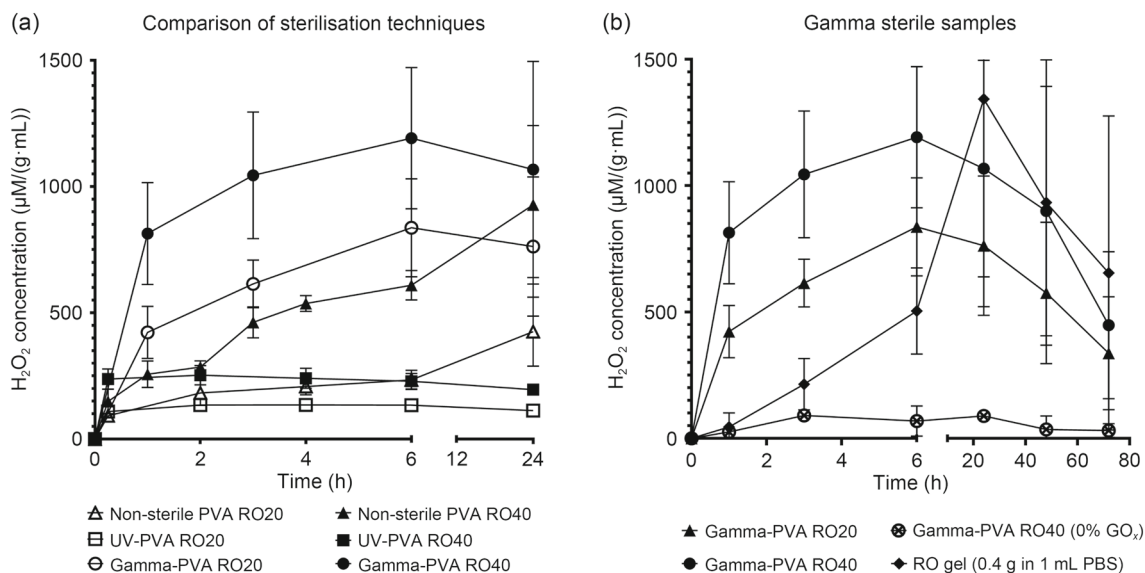 (a) Comparison of sterilisation techniques
H₂O₂ concentration (μM/(g·mL))
1500
1000
500
0
0 2 4 6 12 24
Time (h)
Non-sterile PVA RO20
UV-PVA RO20
Gamma-PVA RO20
Non-sterile PVA RO40
UV-PVA RO40
Gamma-PVA RO40
(b) Gamma sterile samples
H₂O₂ concentration (μM/(g·mL))
1500
1000
500
0
0 2 4 6 20 40 60 80
Time (h)
Gamma-PVA RO20
Gamma-PVA RO40
Gamma-PVA RO40 (0% GOₓ)
RO gel (0.4 g in 1 mL PBS)